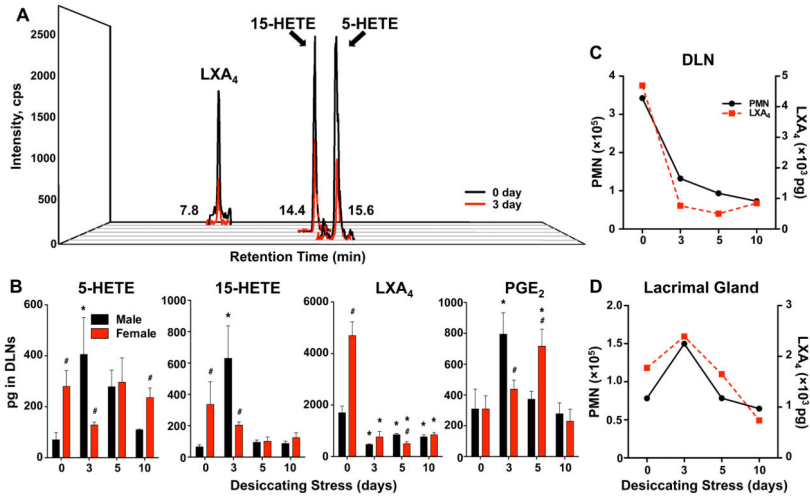 A
15-HETE
5-HETE
LXA4
Intensity, cps
2500
2000
1500
1000
500
0
7.8
14.4
15.6
0 day
3 day
Retention Time (min)
B
5-HETE
15-HETE
LXA4
PGE2
pg in DLNs
600
400
200
0
Male
Female
*
#
#
#
1000
800
600
400
200
0
*
#
#
6000
4000
2000
0
#
*
*
*
*
#
*
*
1000
800
600
400
200
0
*
#
*
#
0 3 5 10
0 3 5 10
0 3 5 10
0 3 5 10
Desiccating Stress (days)
C
DLN
PMN (×10⁵)
4
3
2
1
0
PMN
LXA4
5
4
3
2
1
0
LXA4 (×10³ pg)
0 3 5 10
D
Lacrimal Gland
PMN (×10⁵)
2.0
1.5
1.0
0.5
0.0
3
2
1
0
LXA4 (×10³ pg)
0 3 5 10
Desiccating Stress (days)